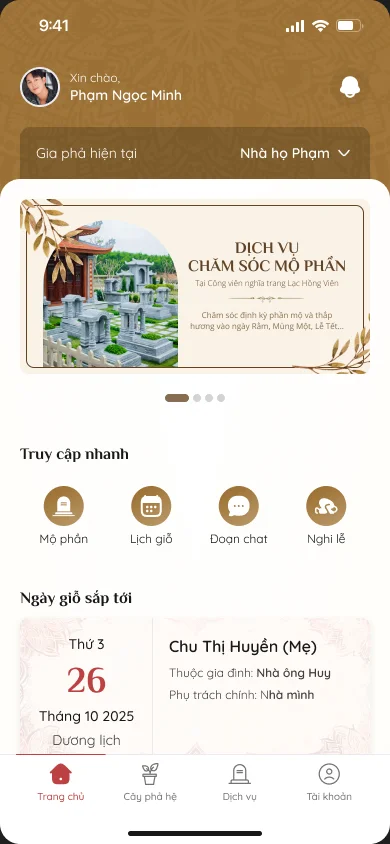 9:41
Xin chào,
Phạm Ngọc Minh
Gia phả hiện tại
Nhà họ Phạm
DỊCH VỤ
CHĂM SÓC MỘ PHẦN
Tại Công viên nghĩa trang Lạc Hồng Viên
Chăm sóc định kỳ phần mộ và thắp
hương vào ngày Rằm, Mùng Một, Lễ Tết...
Truy cập nhanh
Mộ phần
Lịch giỗ
Đoạn chat
Nghi lễ
Ngày giỗ sắp tới
Thứ 3
26
Tháng 10 2025
Dương lịch
Chu Thị Huyền (Mẹ)
Thuộc gia đình: Nhà ông Huy
Phụ trách chính: Nhà mình
Trang chủ
Cây phả hệ
Dịch vụ
Tài khoản